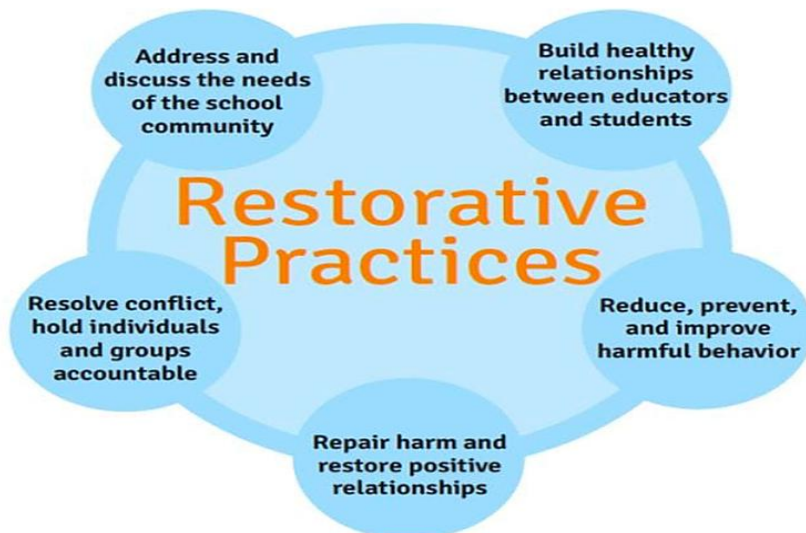 Restorative
Practices
Address and
discuss the needs
of the school
community
Build healthy
relationships
between educators
and students
Reduce, prevent,
and improve
harmful behavior
Repair harm and
restore positive
relationships
Resolve conflict,
hold individuals
and groups
accountable